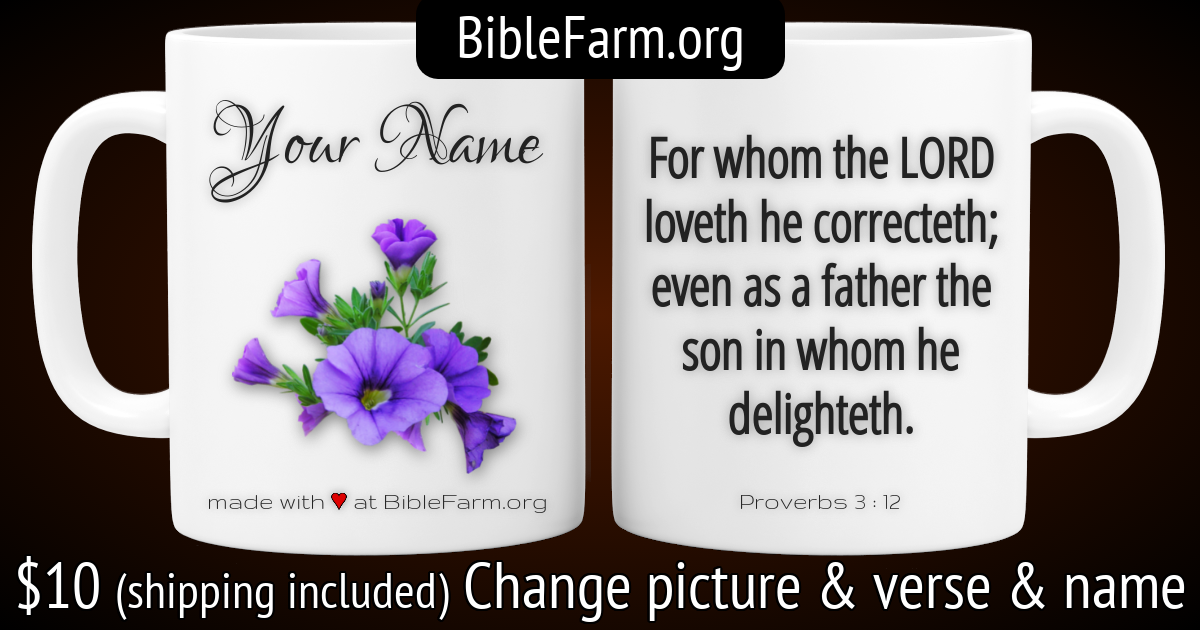 BibleFarm.org
Your Name
made with ♥ at BibleFarm.org
For whom the LORD
loveth he correcteth;
even as a father the
son in whom he
delighteth.
Proverbs 3 : 12
$10 (shipping included) Change picture & verse & name